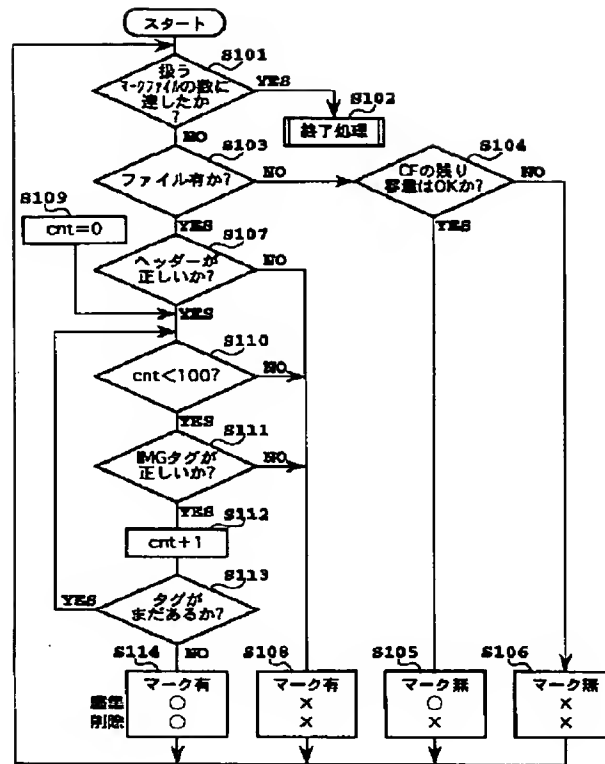 スタート
S101
扱う
マークファイルの数に
達したか
?
YES
S102
終了処理
NO
S103
ファイル有か?
NO
S104
CFの残り
容量はOKか?
NO
S109
cnt=0
YES
S107
YES
ヘッダーが
正しいか?
NO
YES
S110
cnt<100?
NO
YES
S111
IMGタグが
正しいか?
NO
YES
S112
cnt+1
S113
タグが
まだあるか?
YES
NO
S114
S108
S105
S106
マーク有
マーク有
マーク無
マーク無
○
×
○
×
削除
○
×
×
×